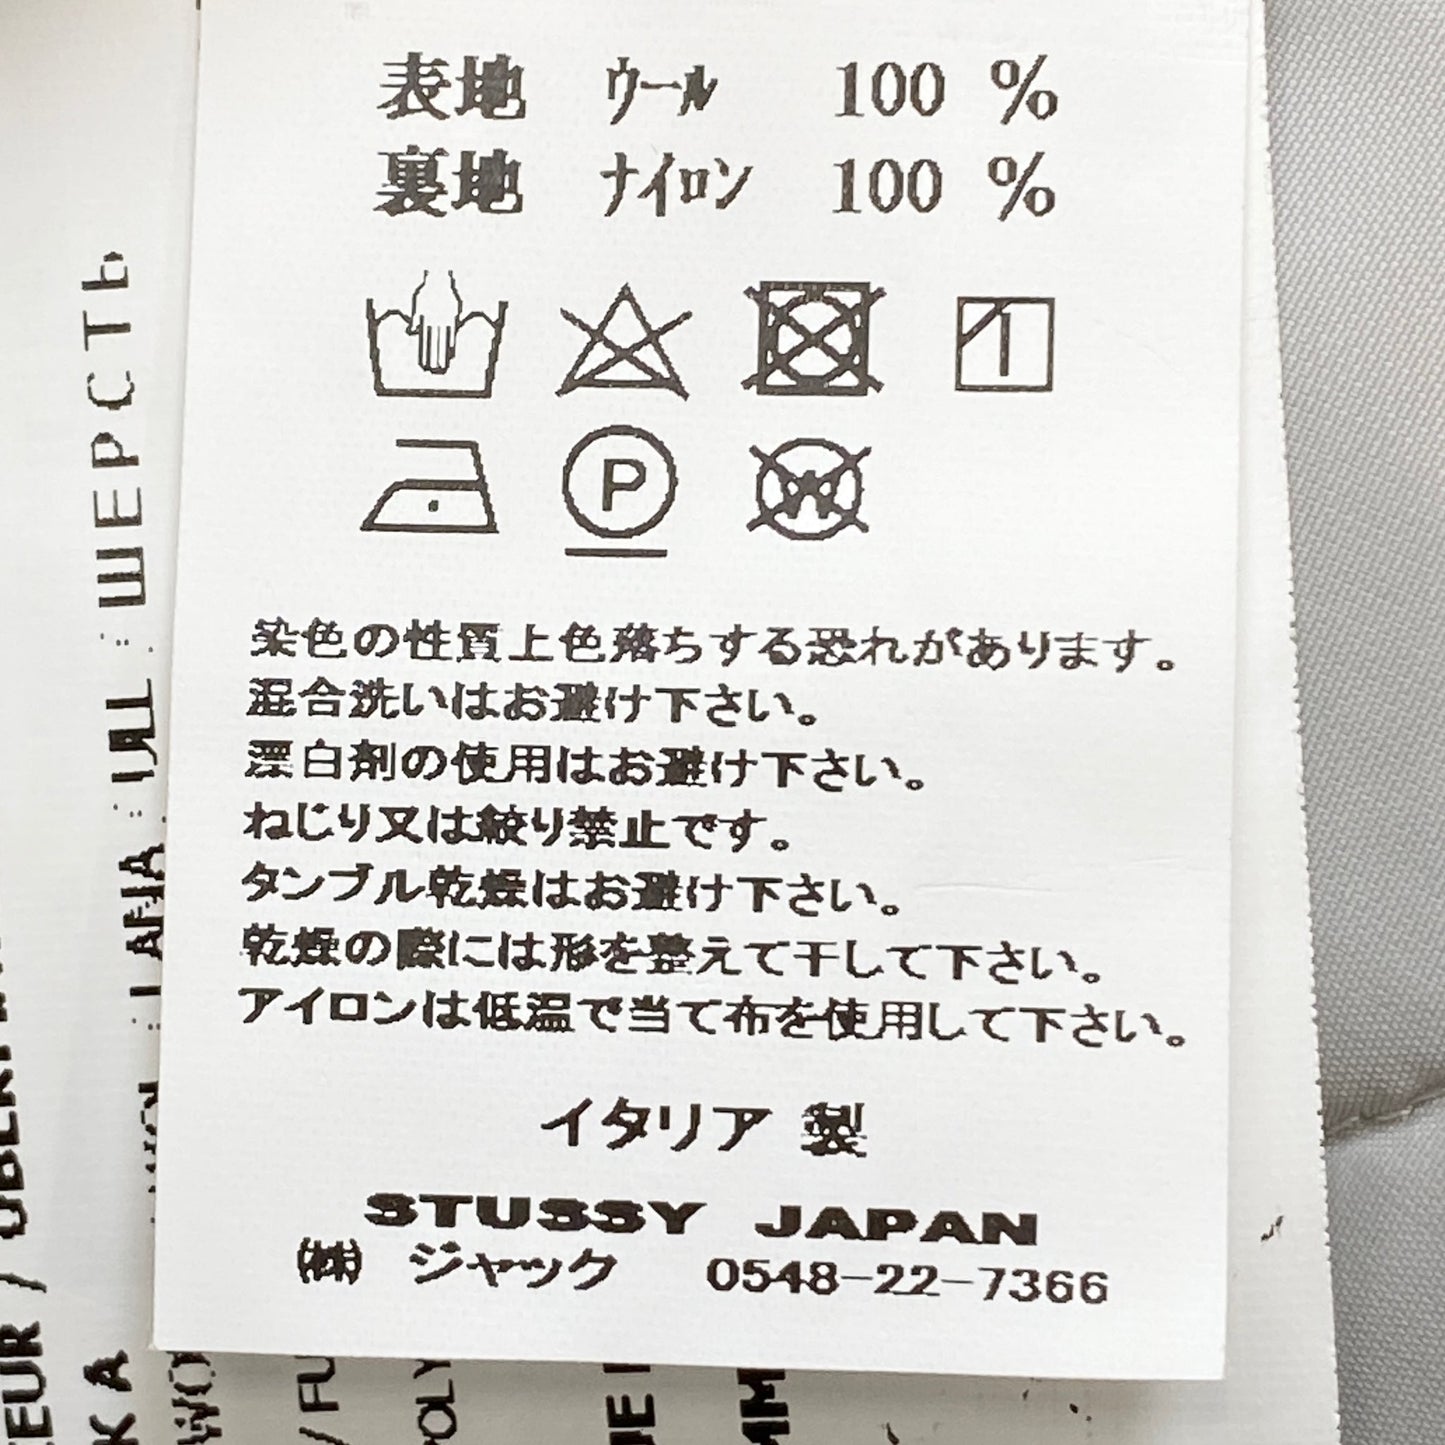 表地 ウール 100 %
裏地 ナイロン 100 %
P
W
染色の性質上色落ちする恐れがあります。
混合洗いはお避け下さい。
漂白剤の使用はお避け下さい。
ねじり又は絞り禁止です。
タンブル乾燥はお避け下さい。
乾燥の際には形を整えて干して下さい。
アイロンは低温で当て布を使用して下さい。
イタリア 製
STUSSY JAPAN
(株) ジャック 0548-22-7366
ШЕРСТЬ
LANA